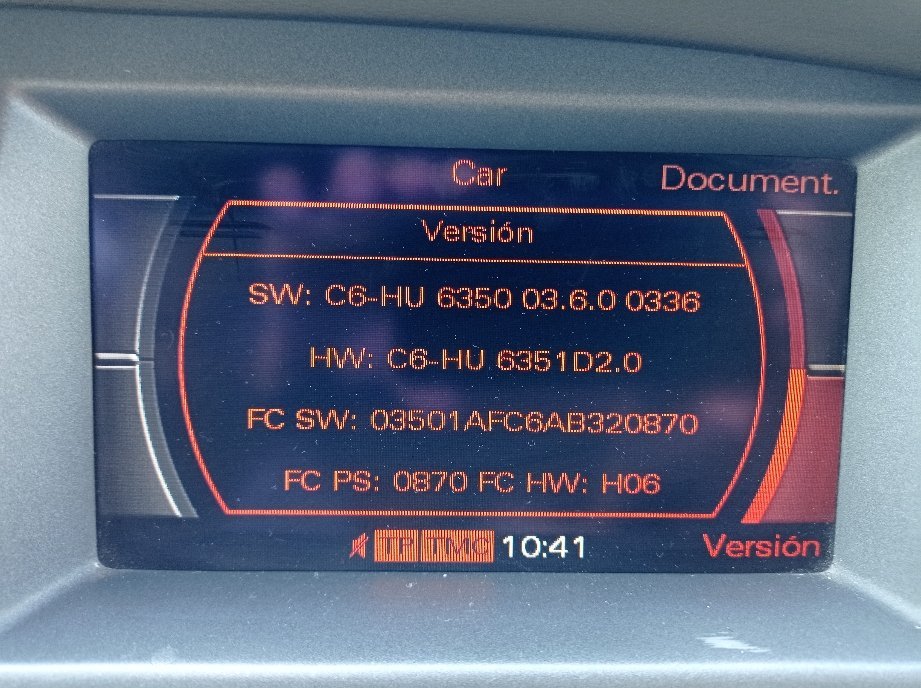 Car
Document.
Versión
SW: C6-HU 6350 03.6.0 0336
HW: C6-HU 6351D2.0
FC SW: 03501AFC6AB320870
FC PS: 0870 FC HW: H06
TP TMC 10:41
Versión